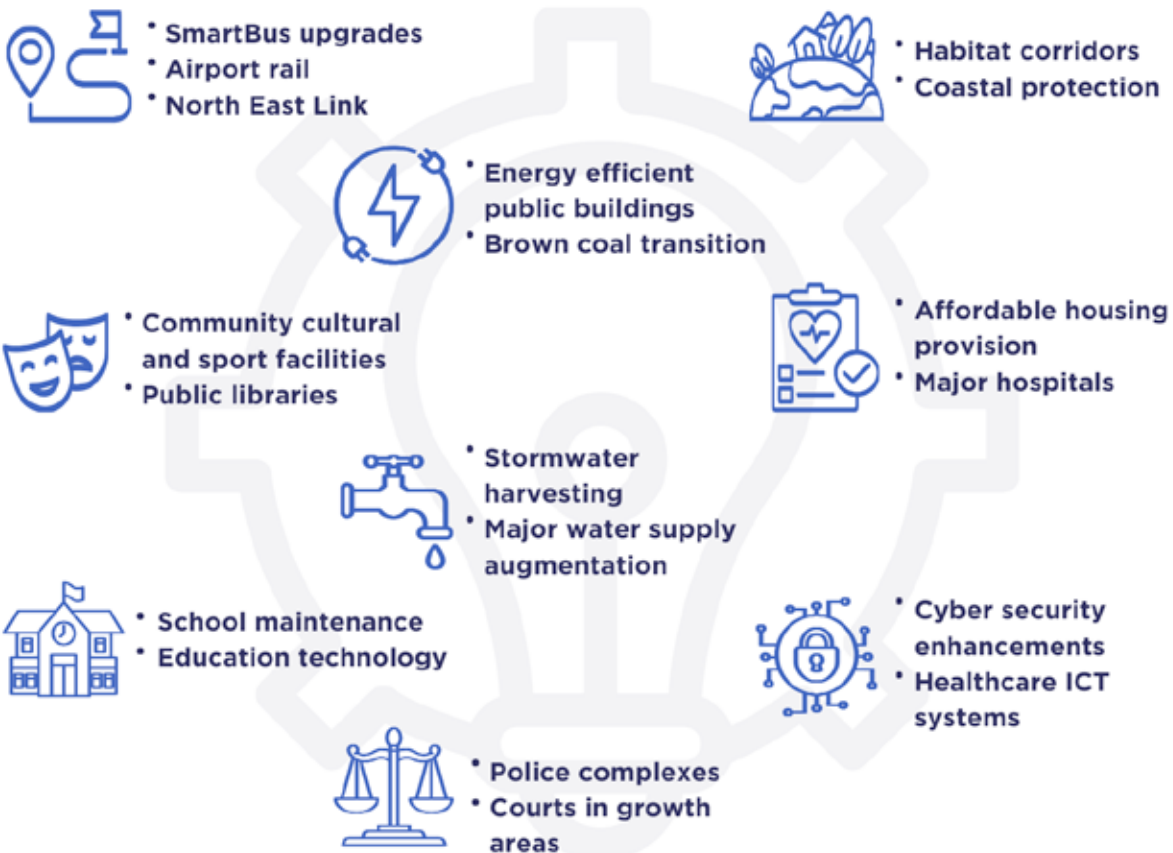 • SmartBus upgrades
• Airport rail
• North East Link
• Habitat corridors
• Coastal protection
• Energy efficient
public buildings
• Brown coal transition
• Community cultural
and sport facilities
• Public libraries
• Affordable housing
provision
• Major hospitals
• Stormwater
harvesting
• Major water supply
augmentation
• School maintenance
• Education technology
• Cyber security
enhancements
• Healthcare ICT
systems
• Police complexes
• Courts in growth
areas